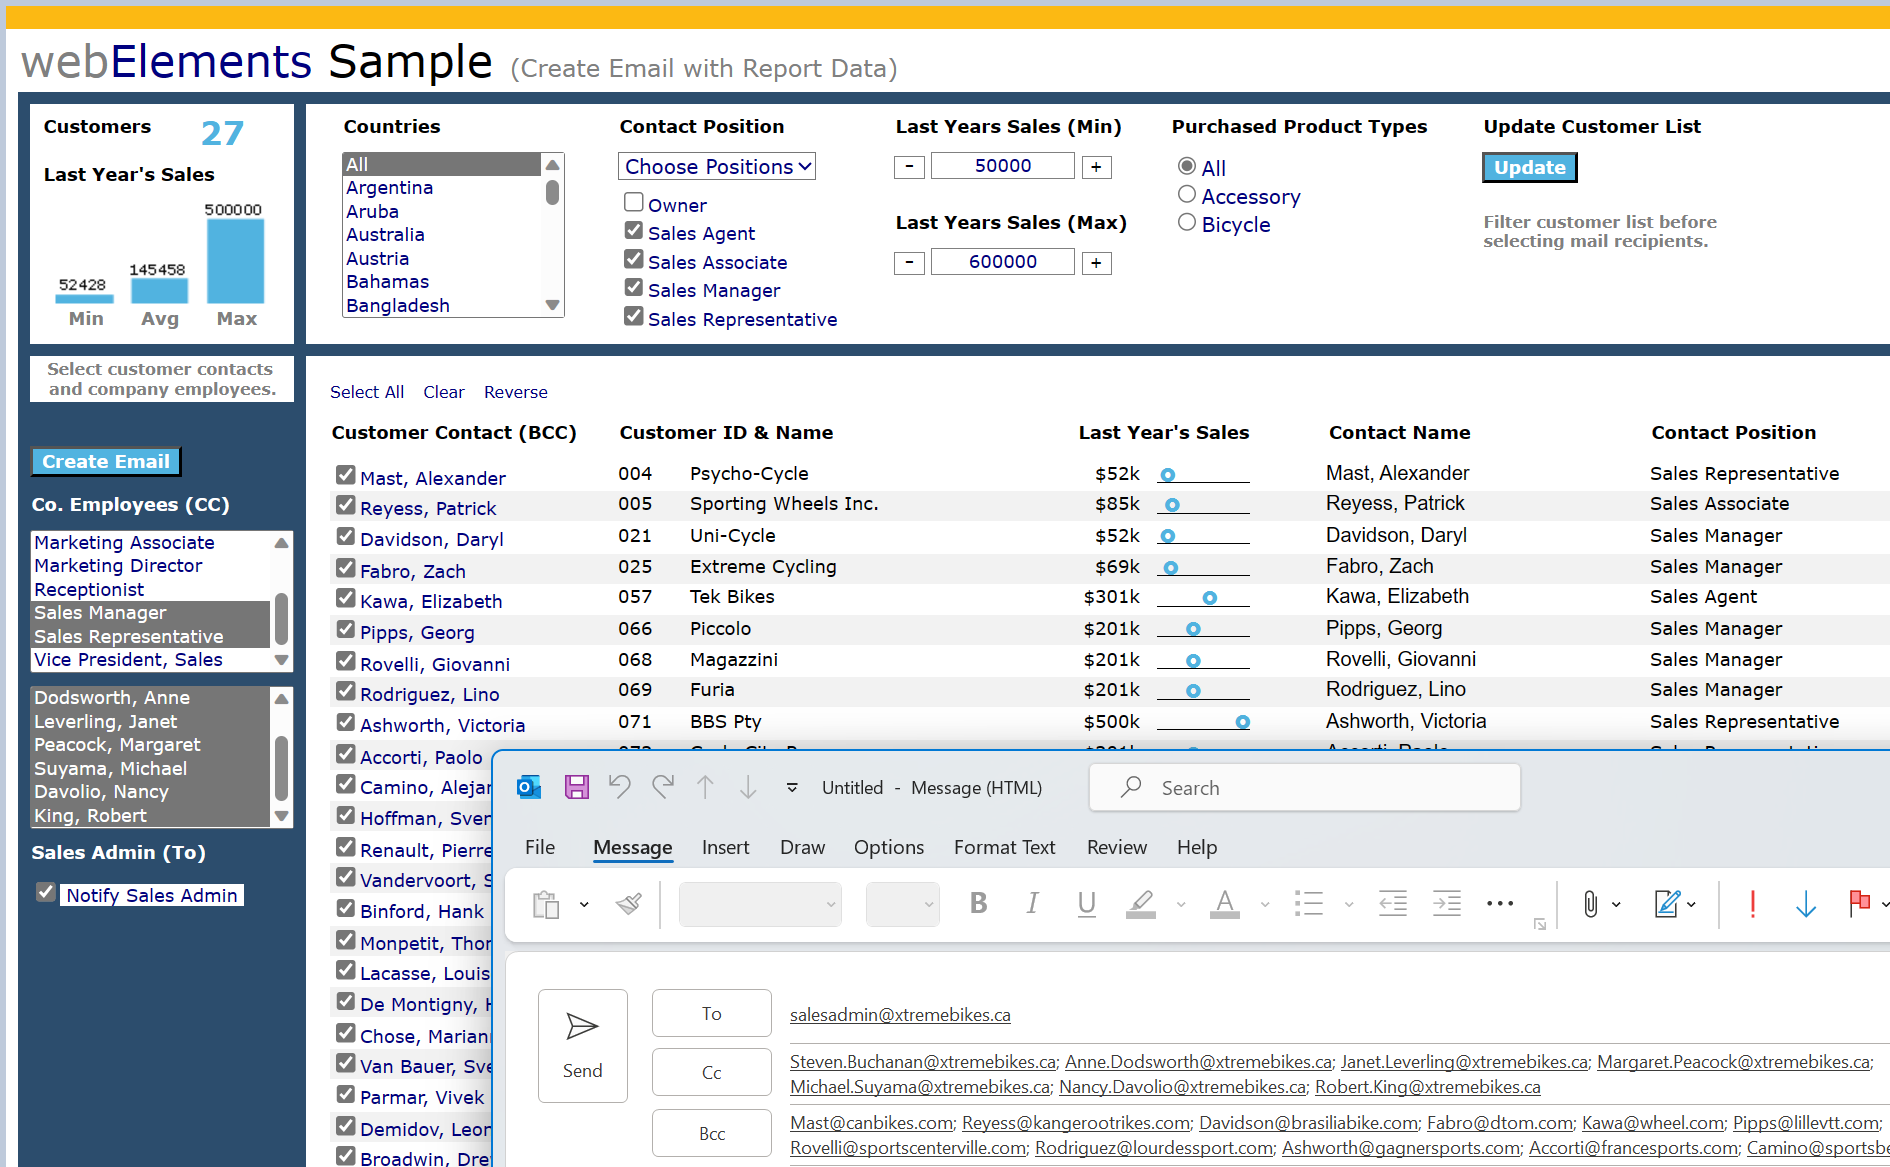 webElements Sample (Create Email with Report Data)
Customers 27
Last Year's Sales
500000
145458
52428
Min Avg Max
Countries
All
Argentina
Aruba
Australia
Austria
Bahamas
Bangladesh
Contact Position
Choose Positions
Owner
Sales Agent
Sales Associate
Sales Manager
Sales Representative
Last Years Sales (Min)
- 50000 +
Last Years Sales (Max)
- 600000 +
Purchased Product Types
All
Accessory
Bicycle
Update Customer List
Update
Filter customer list before
selecting mail recipients.
Select customer contacts
and company employees.
Create Email
Co. Employees (CC)
Marketing Associate
Marketing Director
Receptionist
Sales Manager
Sales Representative
Vice President, Sales
Dodsworth, Anne
Leverling, Janet
Peacock, Margaret
Suyama, Michael
Davolio, Nancy
King, Robert
Sales Admin (To)
Notify Sales Admin
Select All Clear Reverse
Customer Contact (BCC) Customer ID & Name Last Year's Sales Contact Name Contact Position
Mast, Alexander 004 Psycho-Cycle $52k Mast, Alexander Sales Representative
Reyess, Patrick 005 Sporting Wheels Inc. $85k Reyess, Patrick Sales Associate
Davidson, Daryl 021 Uni-Cycle $52k Davidson, Daryl Sales Manager
Fabro, Zach 025 Extreme Cycling $69k Fabro, Zach Sales Manager
Kawa, Elizabeth 057 Tek Bikes $301k Kawa, Elizabeth Sales Agent
Pipps, Georg 066 Piccolo $201k Pipps, Georg Sales Manager
Rovelli, Giovanni 068 Magazzini $201k Rovelli, Giovanni Sales Manager
Rodriguez, Lino 069 Furia $201k Rodriguez, Lino Sales Manager
Ashworth, Victoria 071 BBS Pty $500k Ashworth, Victoria Sales Representative
Accorti, Paolo
Camino, Alejan
Hoffman, Sven
Renault, Pierre
Vandervoort, S
Binford, Hank
Monpetit, Thom
Lacasse, Louis
De Montigny, H
Chose, Mariann
Van Bauer, Sve
Parmar, Vivek
Demidov, Leon
Broadwin, Dre
Untitled - Message (HTML) Search
File Message Insert Draw Options Format Text Review Help
B I U A
Send
To salesadmin@xtremebikes.ca
Cc Steven.Buchanan@xtremebikes.ca; Anne.Dodsworth@xtremebikes.ca; Janet.Leverling@xtremebikes.ca; Margaret.Peacock@xtremebikes.ca;
Michael.Suyama@xtremebikes.ca; Nancy.Davolio@xtremebikes.ca; Robert.King@xtremebikes.ca
Bcc Mast@canbikes.com; Reyess@kangerootrikes.com; Davidson@brasiliabike.com; Fabro@dtom.com; Kawa@wheel.com; Pipps@lillevtt.com;
Rovelli@sportscenterville.com; Rodriguez@lourdessport.com; Ashworth@gagnersports.com; Accorti@francesports.com; Camino@sportsbe